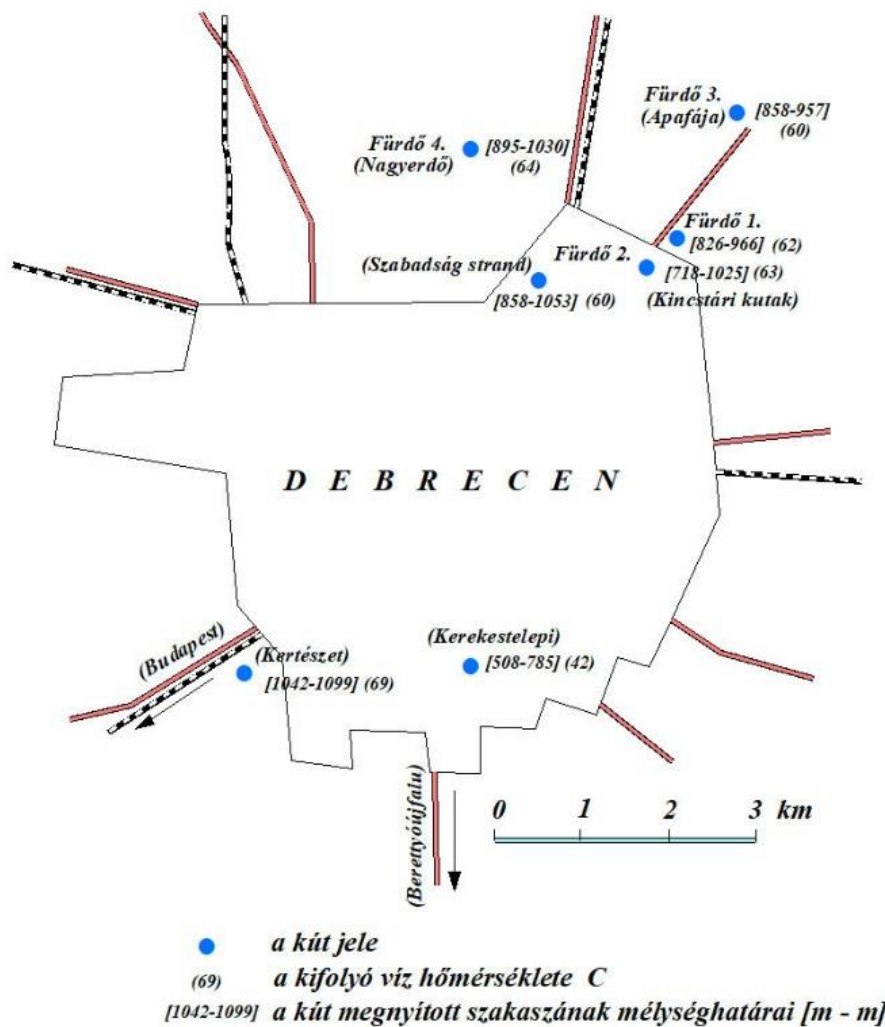 Fürdő 3.
(Apafája)
[858-957]
(60)
Fürdő 4.
(Nagyerdő)
[895-1030]
(64)
Fürdő 1.
[826-966] (62)
(Szabadság strand)
Fürdő 2.
[858-1053] (60)
[718-1025] (63)
(Kincstári kutak)
D E B R E C E N
(Budapest)
(Kertészet)
[1042-1099] (69)
(Kerekestelepi)
[508-785] (42)
(Berettyóújfalu)
0 1 2 3 km
a kút jele
(69) a kifolyó víz hőmérséklete C
[1042-1099] a kút megnyított szakaszának mélységhatárai [m - m]